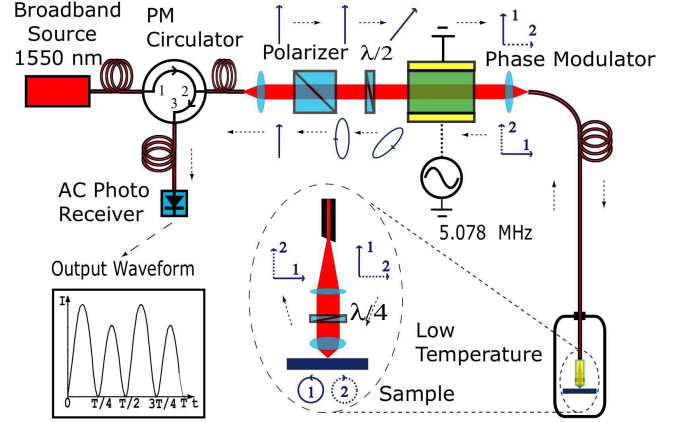 Broadband
Source
1550 nm
PM
Circulator
Polarizer
λ/2
1
2
Phase Modulator
1
2
3
2
1
AC Photo
Receiver
5.078 MHz
Output Waveform
I
0
T/4
T/2
3T/4
T
t
2
1
1
2
λ/4
Low
Temperature
1
2
Sample